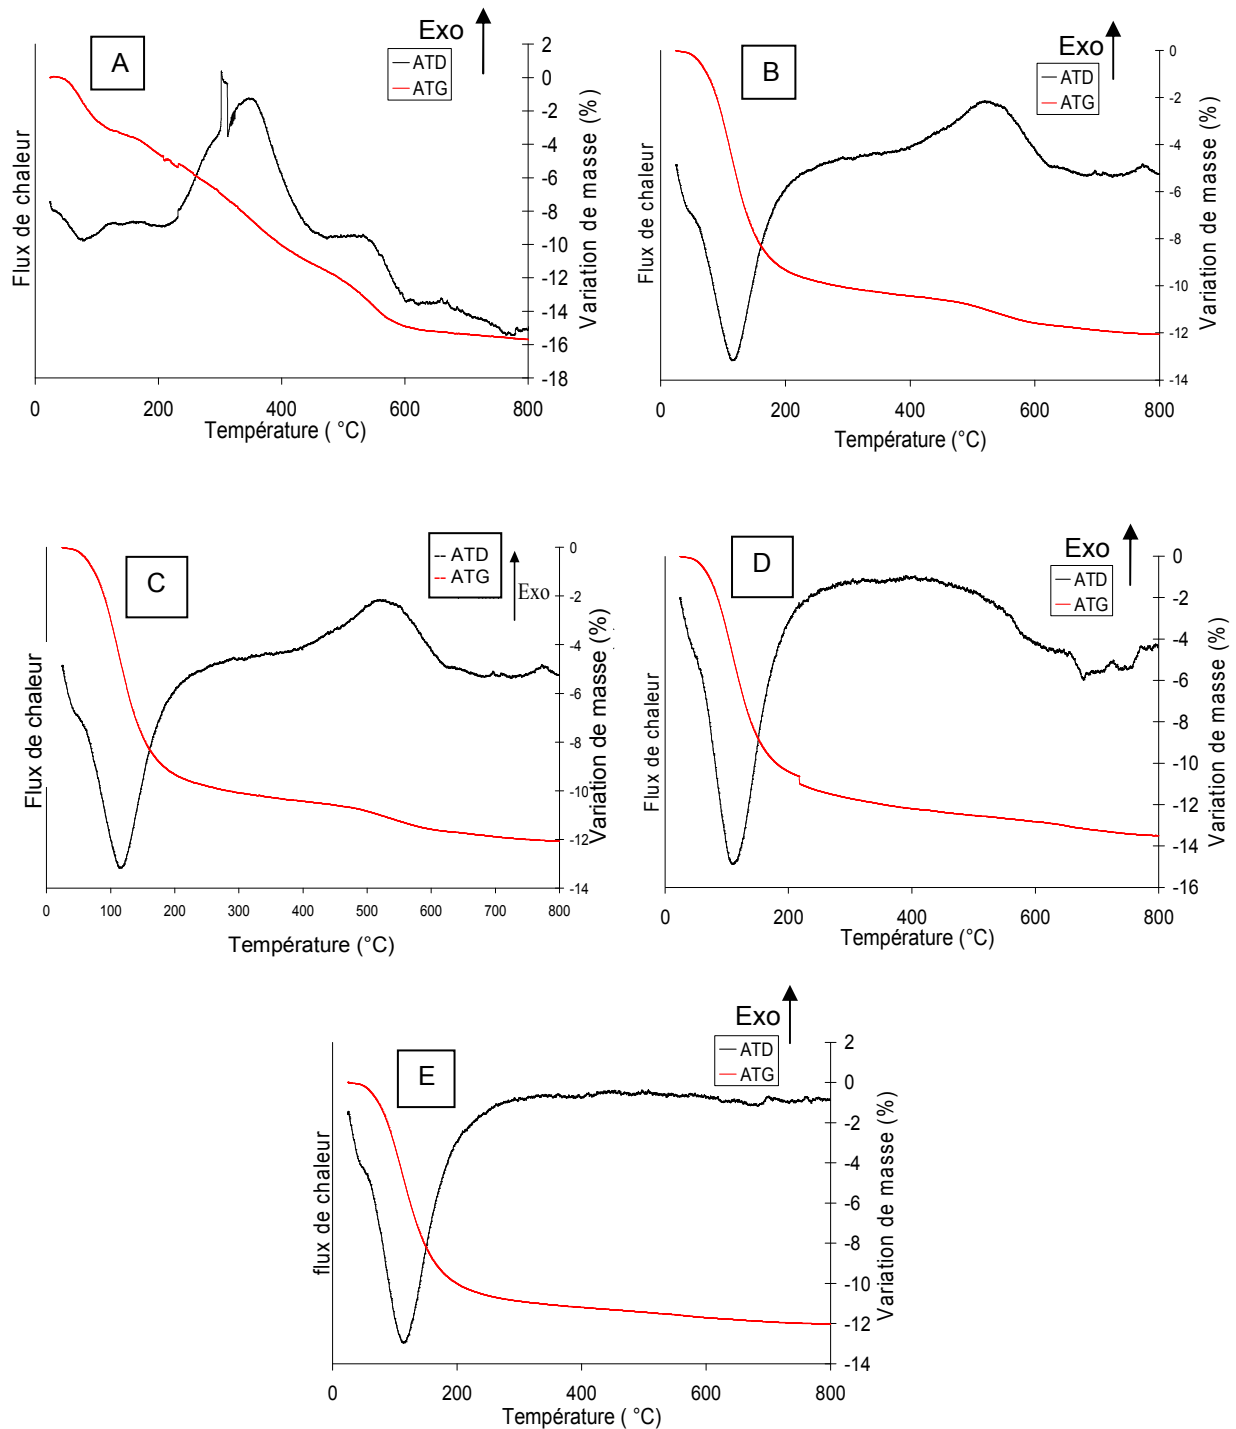 A
Exo
ATD
ATG
2
0
-2
-4
-6
-8
-10
-12
-14
-16
-18
Flux de chaleur
Variation de masse (%)
0 200 400 600 800
Température ( °C)
B
Exo
ATD
ATG
0
-2
-4
-6
-8
-10
-12
-14
Flux de chaleur
Variation de masse (%)
0 200 400 600 800
Température (°C)
C
ATD
ATG
Exo
0
-2
-4
-6
-8
-10
-12
-14
Flux de chaleur
Variation de masse (%)
0 100 200 300 400 500 600 700 800
Température (°C)
D
Exo
ATD
ATG
0
-2
-4
-6
-8
-10
-12
-14
-16
Flux de chaleur
Variation de masse (%)
0 200 400 600 800
Température (°C)
E
Exo
ATD
ATG
2
0
-2
-4
-6
-8
-10
-12
-14
flux de chaleur
Variation de masse (%)
0 200 400 600 800
Température ( °C)